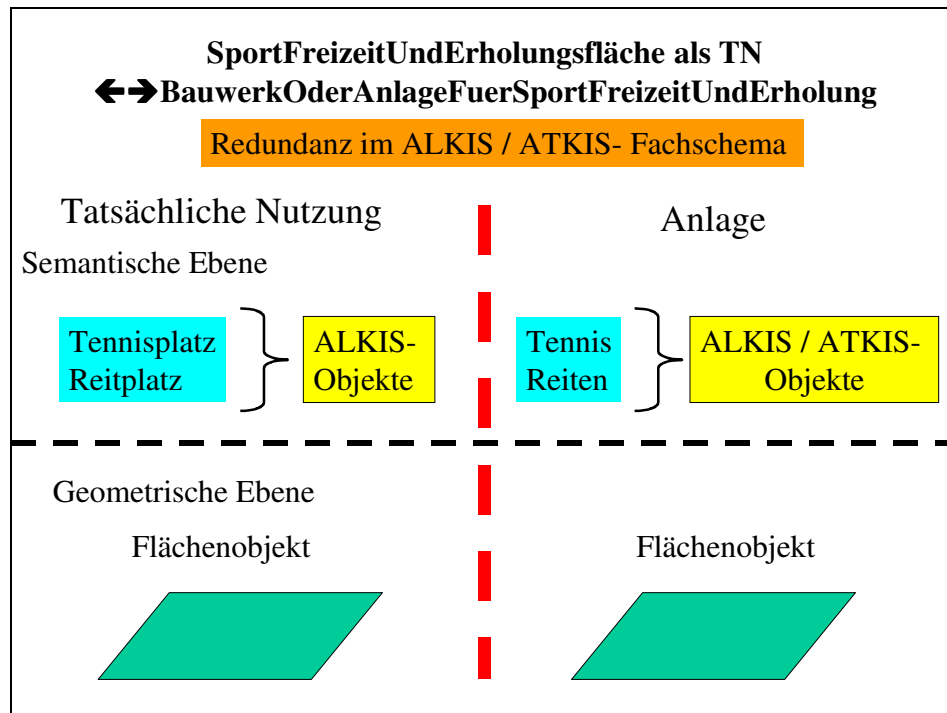 SportFreizeitUndErholungsfläche als TN
🡸🡺BauwerkOderAnlageFuerSportFreizeitUndErholung
Redundanz im ALKIS / ATKIS- Fachschema
Tatsächliche Nutzung
Anlage
Semantische Ebene
Tennisplatz
Reitplatz
ALKIS-
Objekte
Tennis
Reiten
ALKIS / ATKIS-
Objekte
Geometrische Ebene
Flächenobjekt
Flächenobjekt